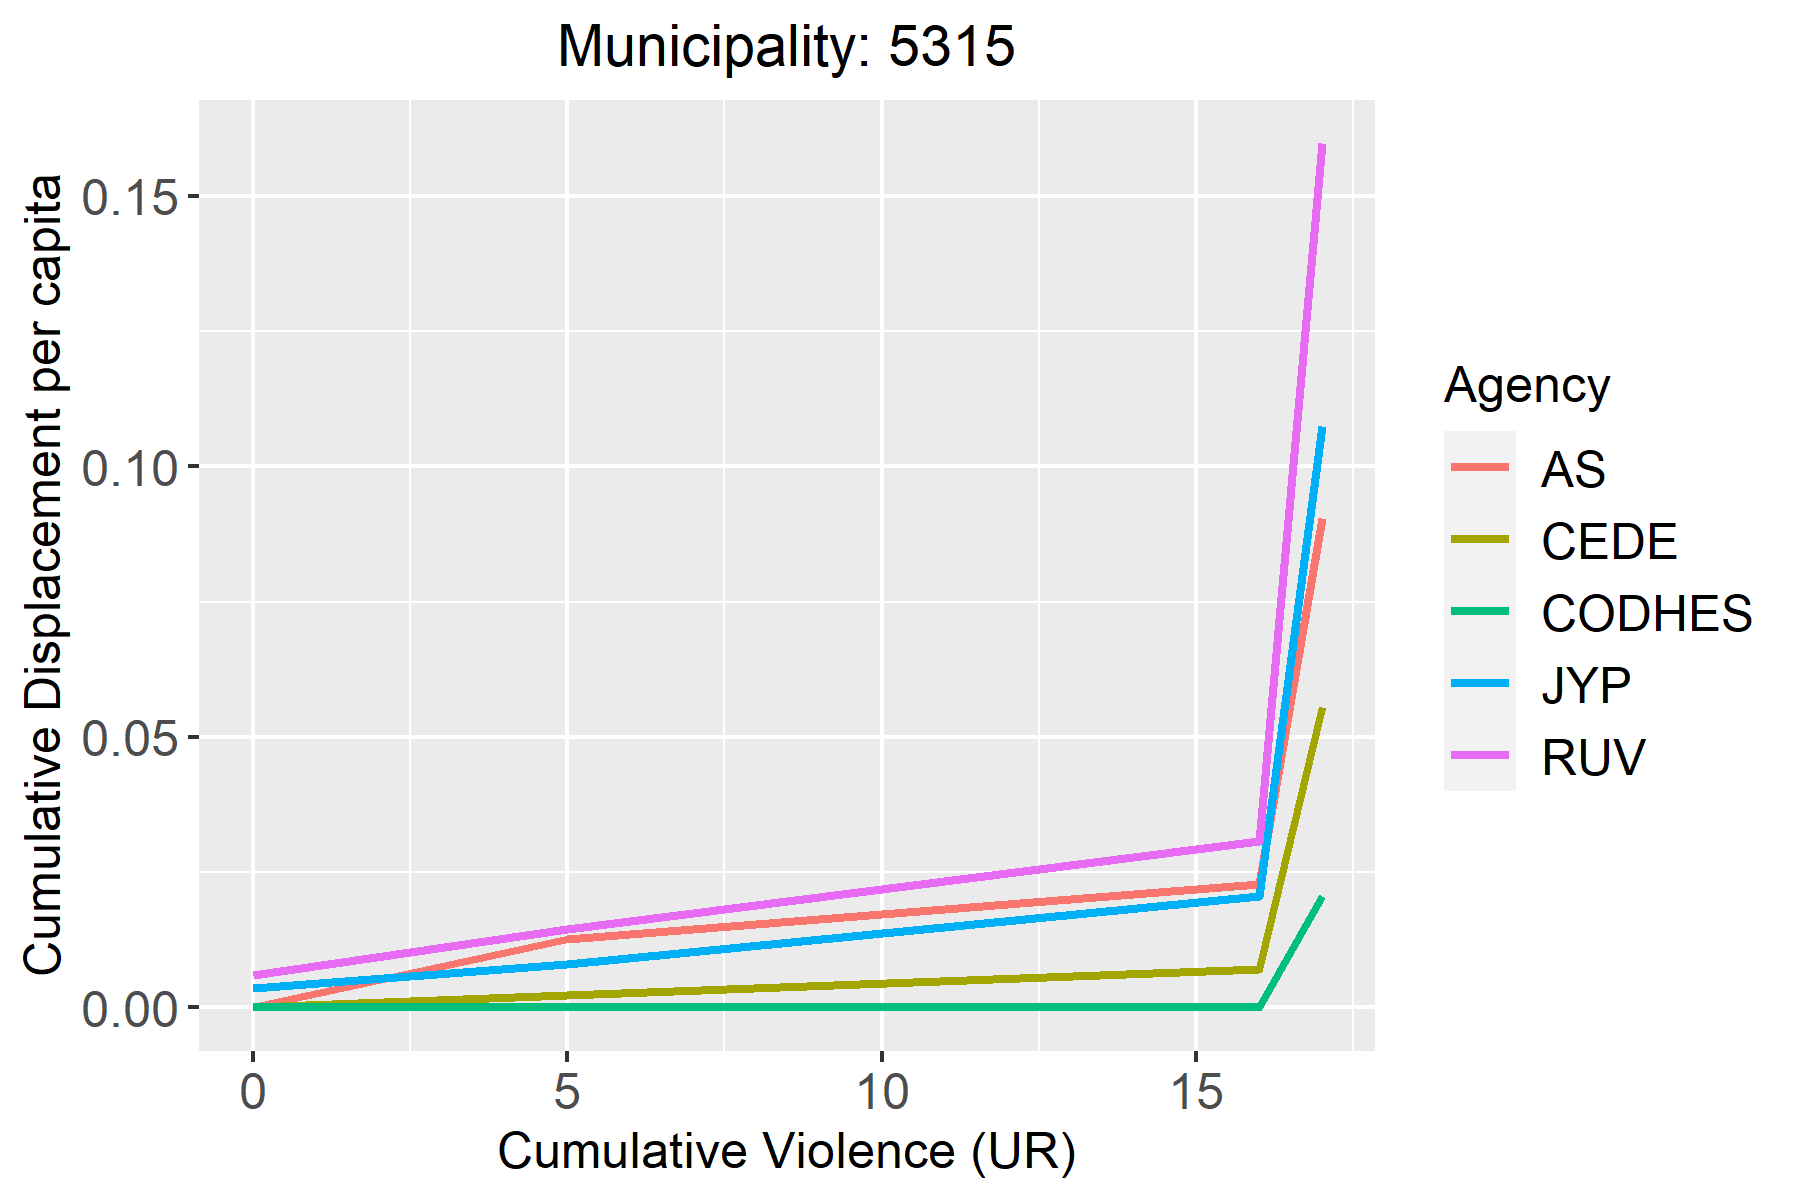 Municipality: 5315
Cumulative Displacement per capita
0.15
0.10
0.05
0.00
0
5
10
15
Cumulative Violence (UR)
Agency
AS
CEDE
CODHES
JYP
RUV